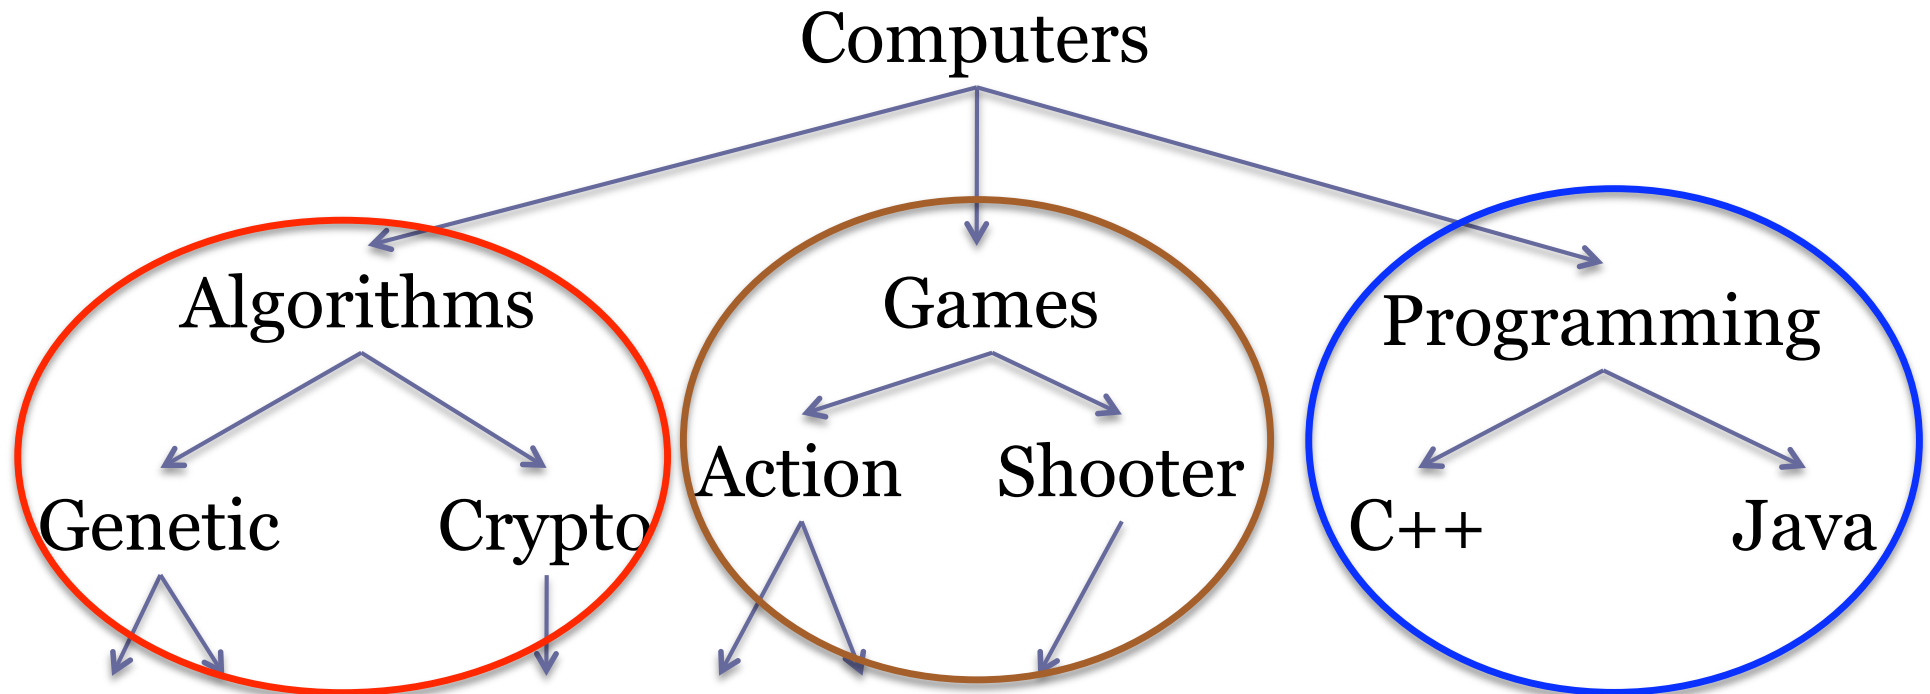 Computers
Algorithms
Games
Programming
Action
Shooter
Genetic
Crypto
C++
Java